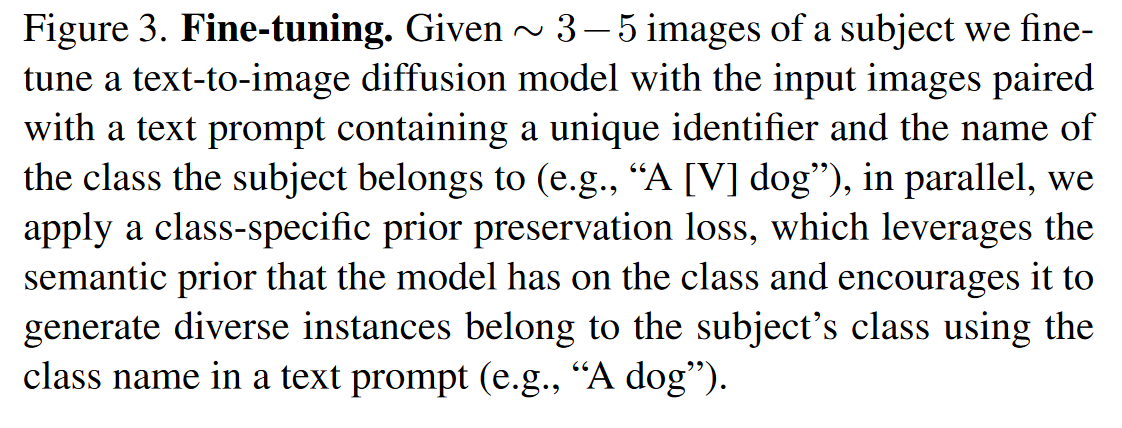 Figure 3. Fine-tuning. Given ∼ 3−5 images of a subject we fine-
tune a text-to-image diffusion model with the input images paired
with a text prompt containing a unique identifier and the name of
the class the subject belongs to (e.g., “A [V] dog”), in parallel, we
apply a class-specific prior preservation loss, which leverages the
semantic prior that the model has on the class and encourages it to
generate diverse instances belong to the subject’s class using the
class name in a text prompt (e.g., “A dog”).